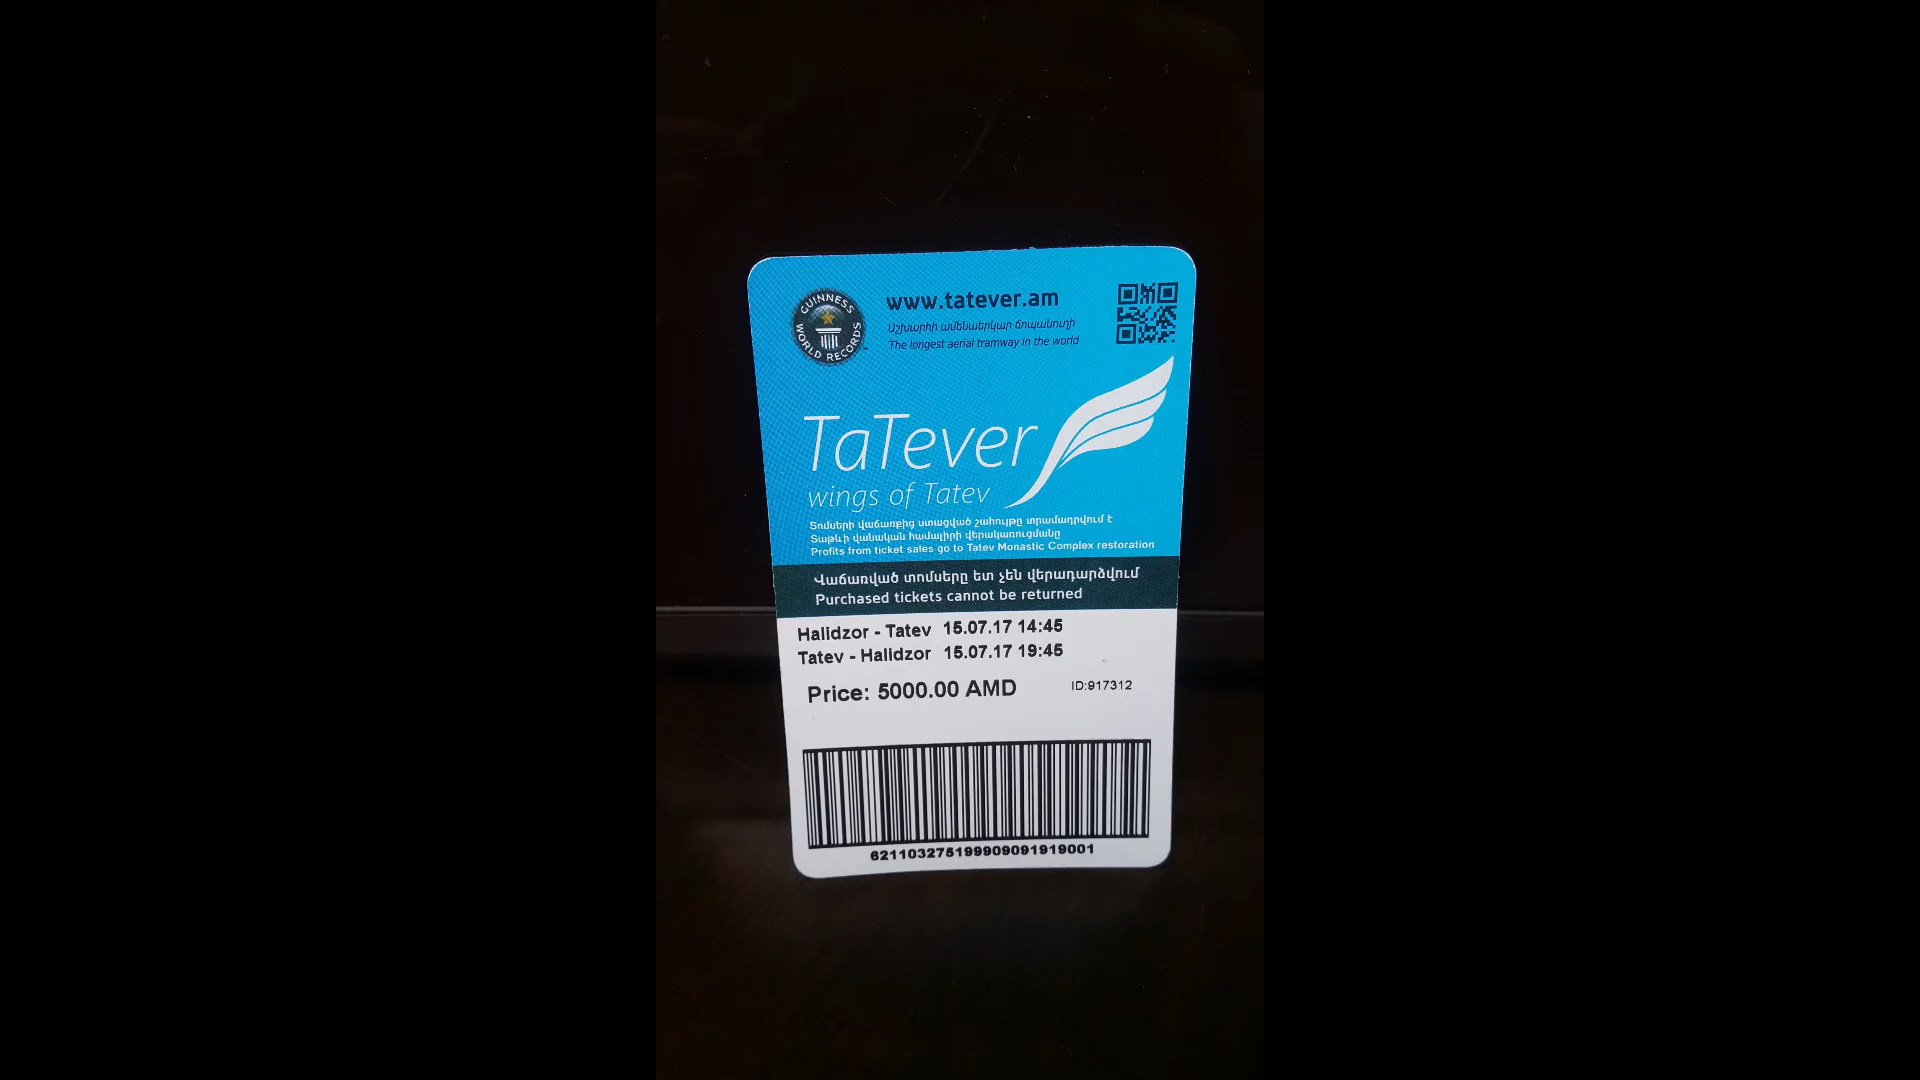 GUINNESS WORLD RECORDS
www.tatever.am
Աշխարհի ամենաերկար ճոպանուղի
The longest aerial tramway in the world
TaTever
wings of Tatev
Տոմսերի վաճառքից ստացված շահույթը տրամադրվում է
Տաթևի վանական համալիրի վերակառուցմանը
Profits from ticket sales go to Tatev Monastic Complex restoration
Վաճառված տոմսերը ետ չեն վերադարձվում
Purchased tickets cannot be returned
Halidzor - Tatev 15.07.17 14:45
Tatev - Halidzor 15.07.17 19:45
Price: 5000.00 AMD
ID:917312
621103275199909091919001